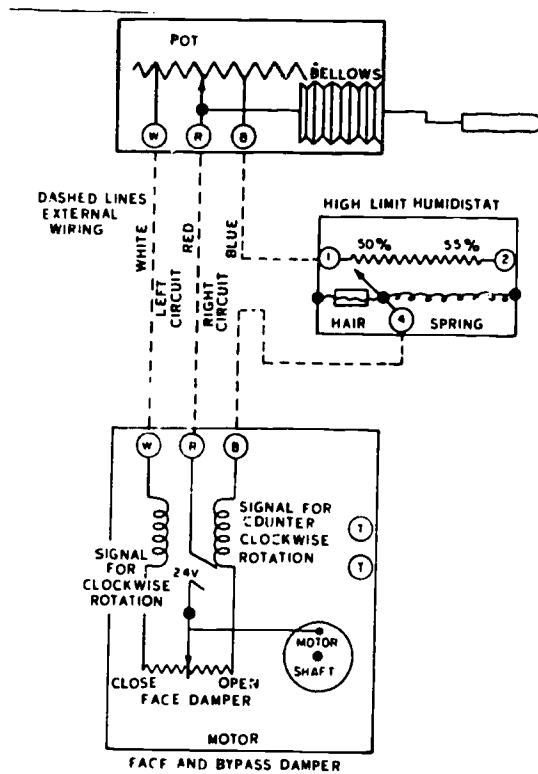 POT
BELLOWS
W
R
B
DASHED LINES
EXTERNAL
WIRING
WHITE
LEFT
CIRCUIT
RED
RIGHT
CIRCUIT
BLUE
HIGH LIMIT HUMIDISTAT
1
50%
55%
2
HAIR
4
SPRING
W
R
B
SIGNAL FOR
COUNTER
CLOCKWISE
ROTATION
T
T
SIGNAL
FOR
CLOCKWISE
ROTATION
24V
MOTOR
SHAFT
CLOSE
OPEN
FACE DAMPER
MOTOR
FACE AND BYPASS DAMPER